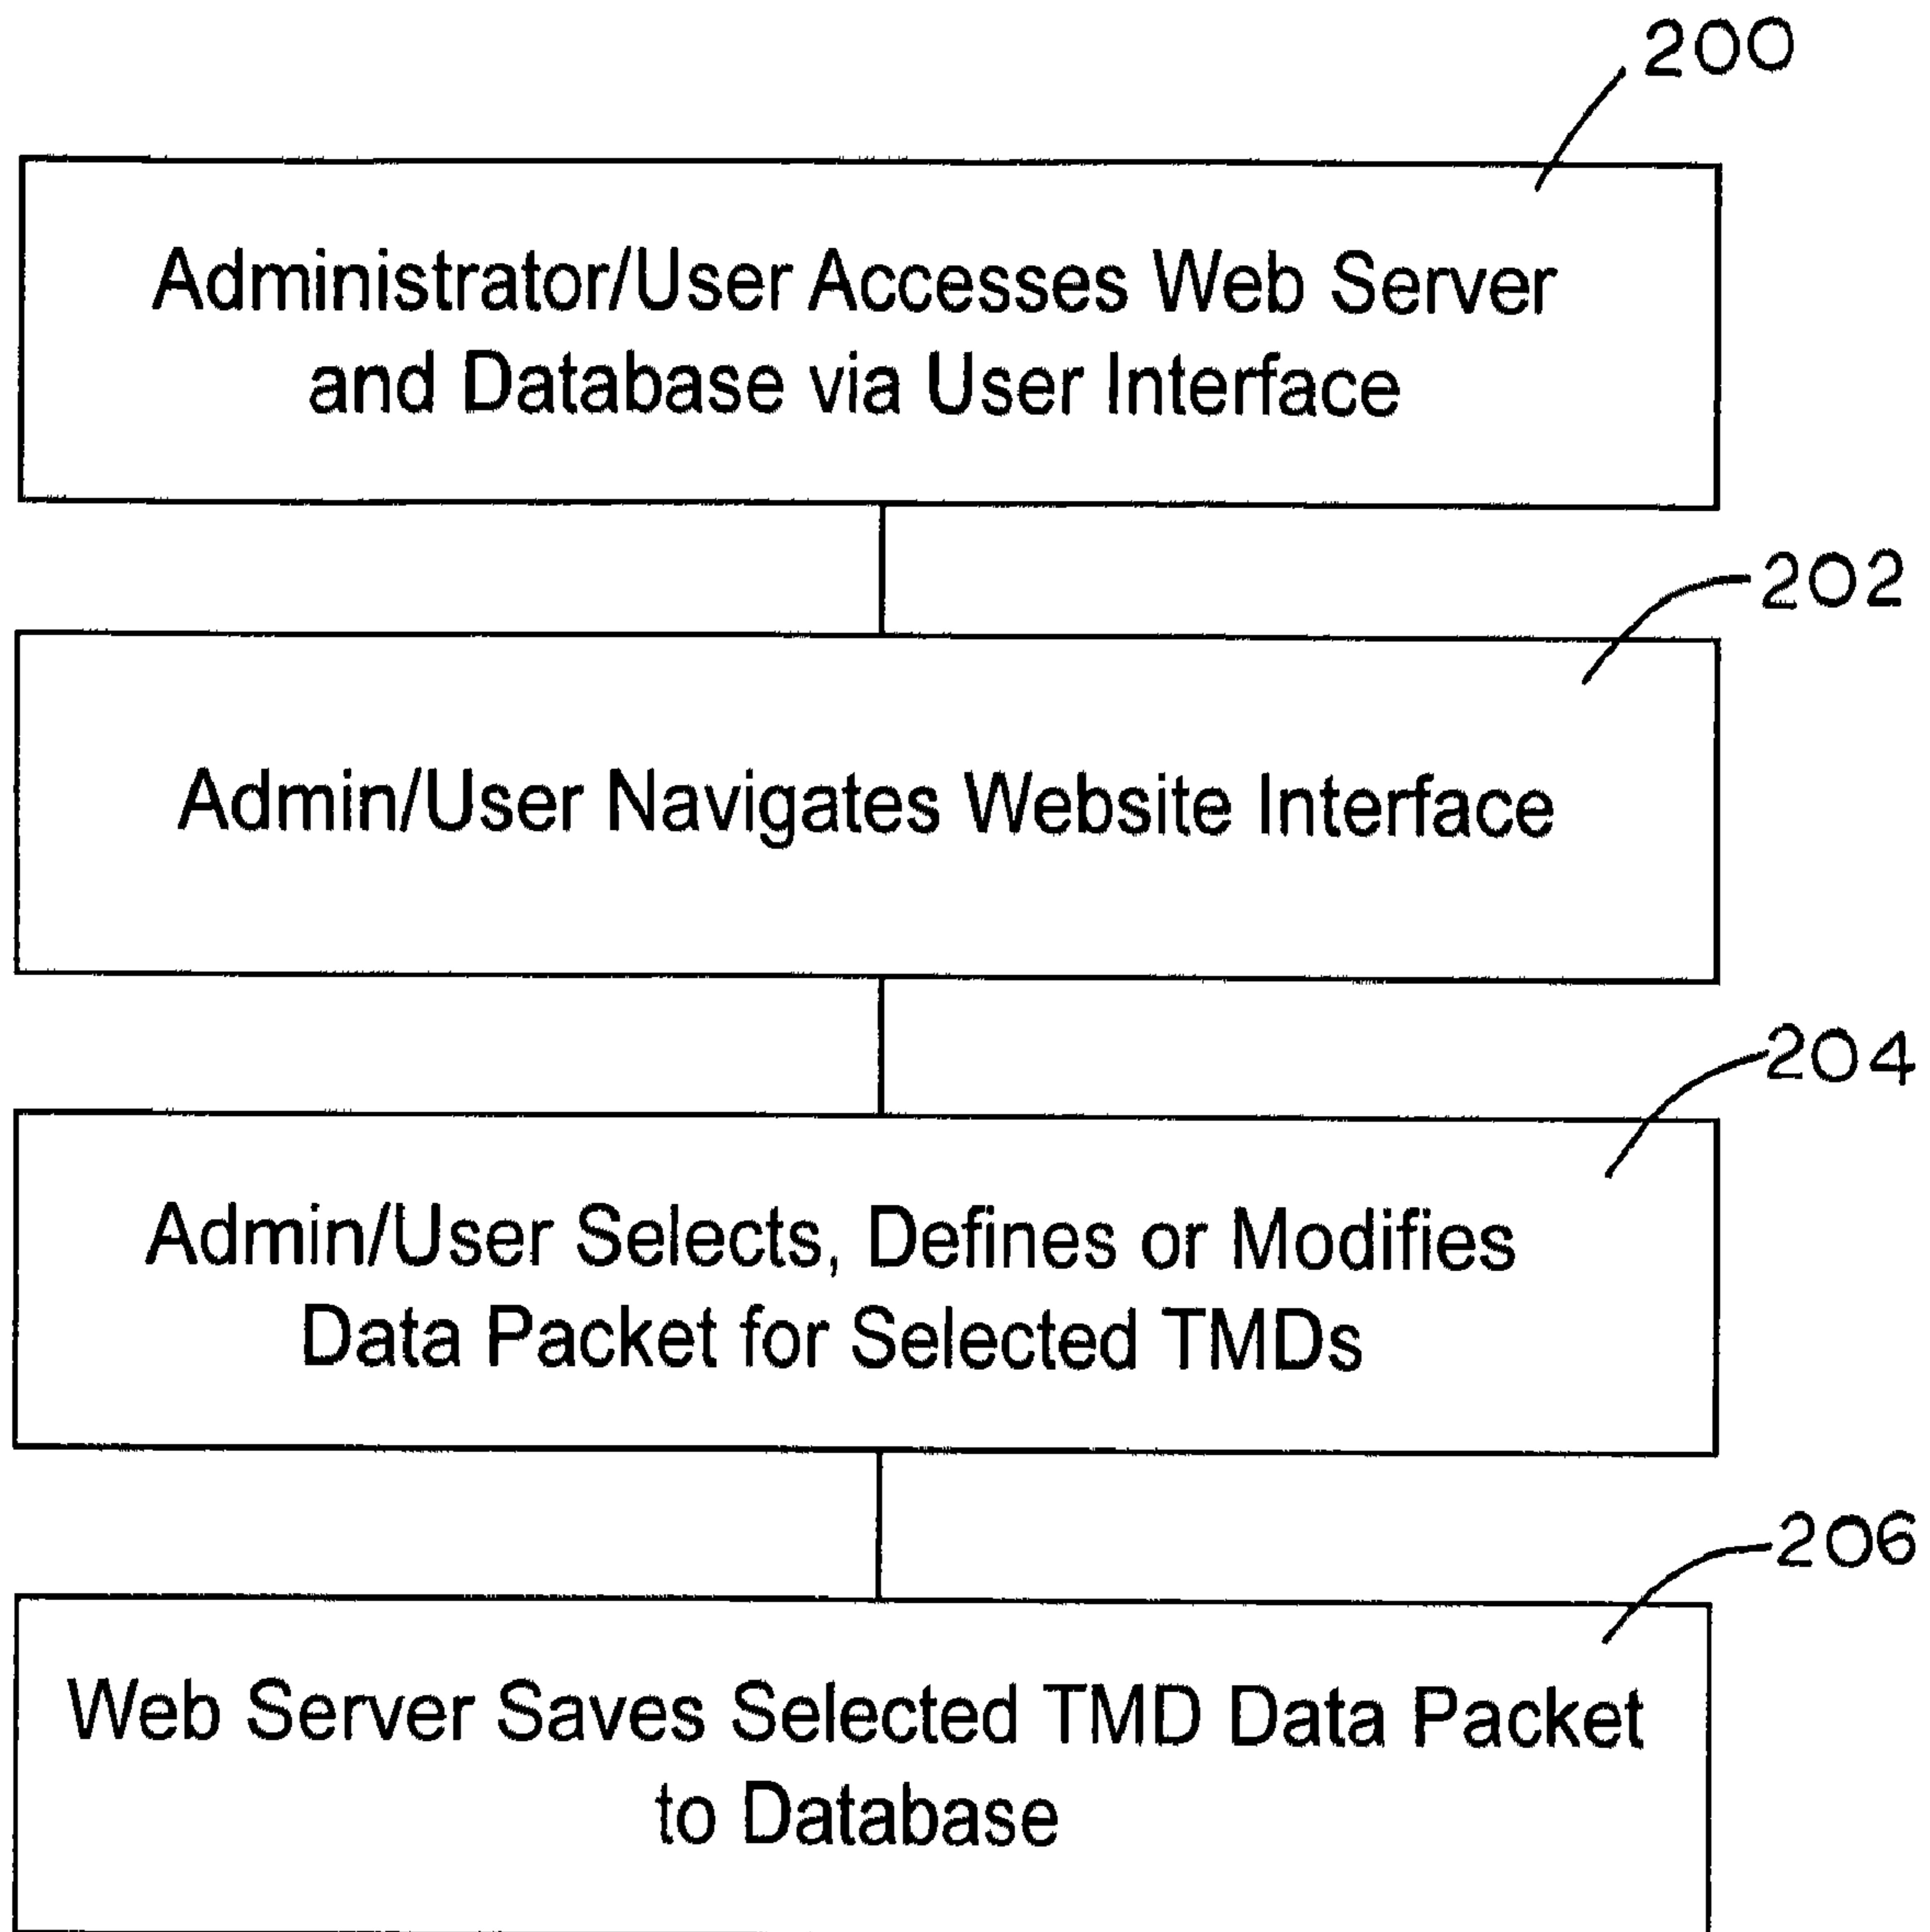 200
Administrator/User Accesses Web Server
and Database via User Interface
202
Admin/User Navigates Website Interface
204
Admin/User Selects, Defines or Modifies
Data Packet for Selected TMDs
206
Web Server Saves Selected TMD Data Packet
to Database